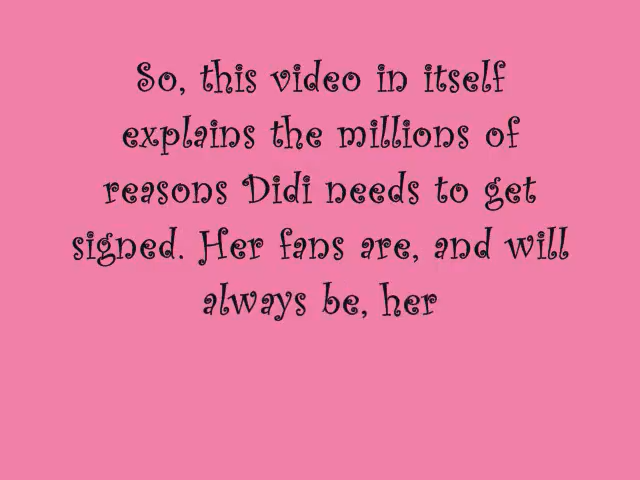 So, this video in itself
explains the millions of
reasons Didi needs to get
signed. Her fans are, and will
always be, her